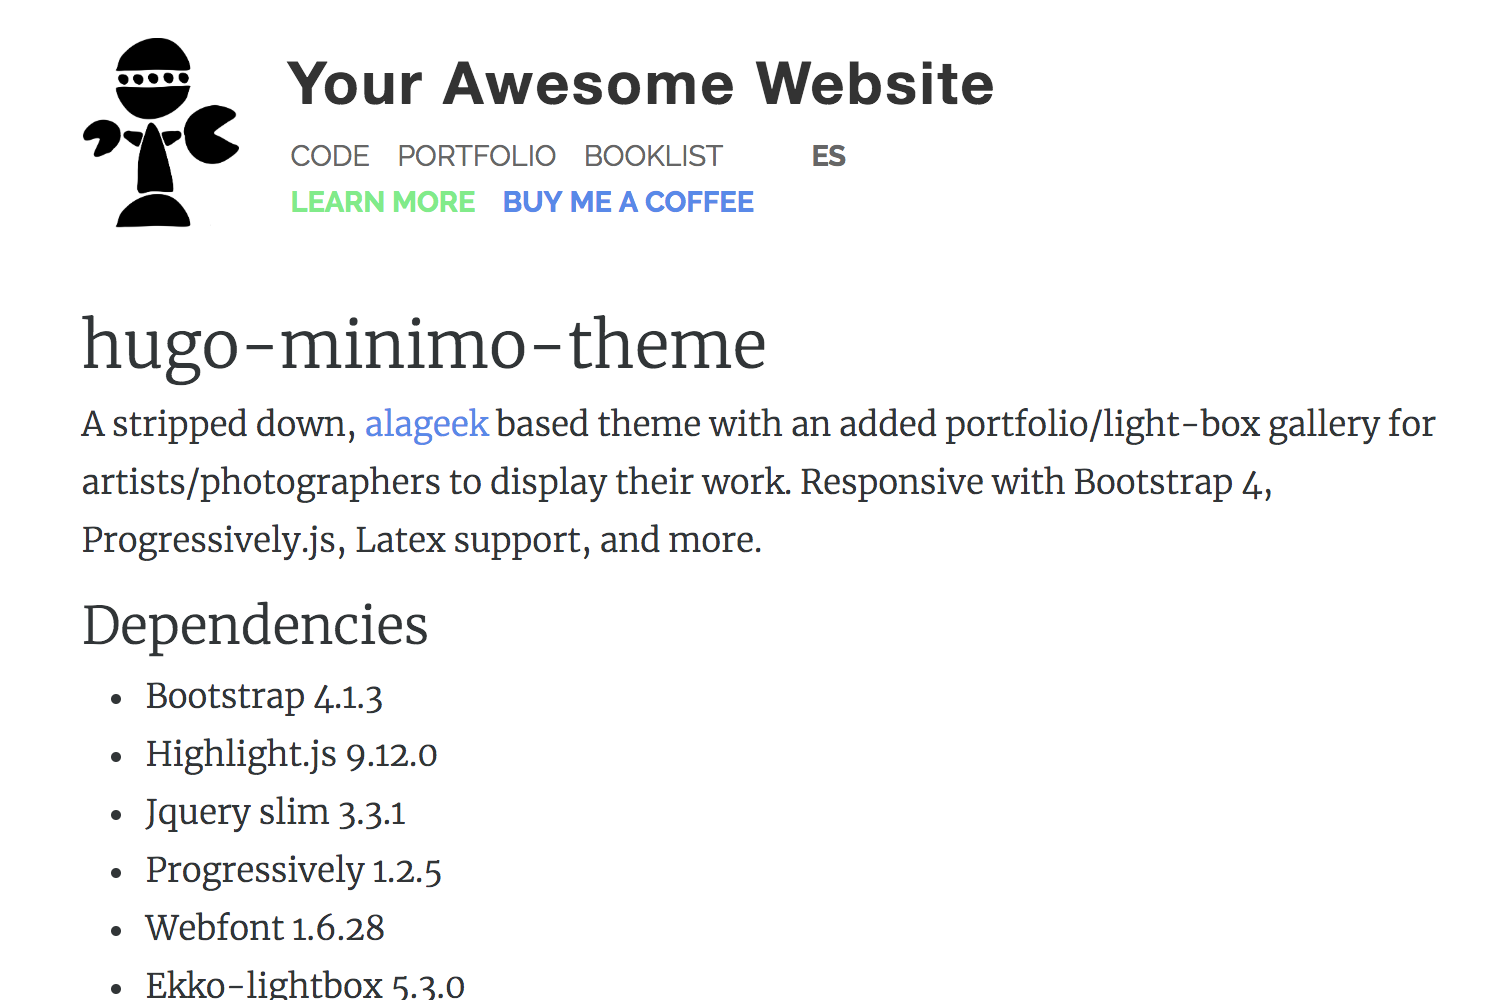 Your Awesome Website
CODE PORTFOLIO BOOKLIST ES
LEARN MORE BUY ME A COFFEE
hugo-minimo-theme
A stripped down, alageek based theme with an added portfolio/light-box gallery for
artists/photographers to display their work. Responsive with Bootstrap 4,
Progressively.js, Latex support, and more.
Dependencies
• Bootstrap 4.1.3
• Highlight.js 9.12.0
• Jquery slim 3.3.1
• Progressively 1.2.5
• Webfont 1.6.28
• Ekko-lightbox 5.3.0